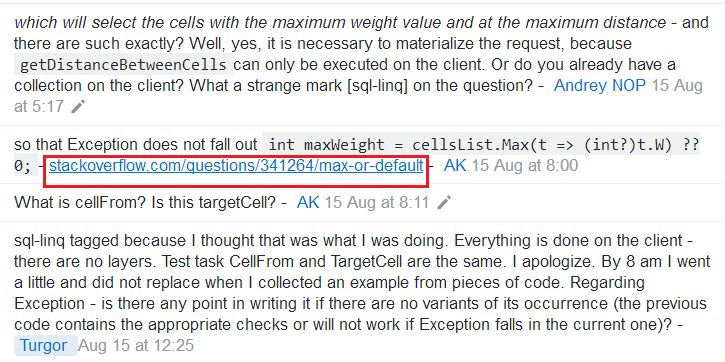 which will select the cells with the maximum weight value and at the maximum distance - and
there are such exactly? Well, yes, it is necessary to materialize the request, because
getDistanceBetweenCells can only be executed on the client. Or do you already have a
collection on the client? What a strange mark [sql-linq] on the question? - Andrey NOP 15 Aug
at 5:17
so that Exception does not fall out int maxWeight = cellsList.Max(t => (int?)t.W) ??
0; - stackoverflow.com/questions/341264/max-or-default - AK 15 Aug at 8:00
What is cellFrom? Is this targetCell? - AK 15 Aug at 8:11
sql-linq tagged because I thought that was what I was doing. Everything is done on the client -
there are no layers. Test task CellFrom and TargetCell are the same. I apologize. By 8 am I went
a little and did not replace when I collected an example from pieces of code. Regarding
Exception - is there any point in writing it if there are no variants of its occurrence (the previous
code contains the appropriate checks or will not work if Exception falls in the current one)? -
Turgor Aug 15 at 12:25